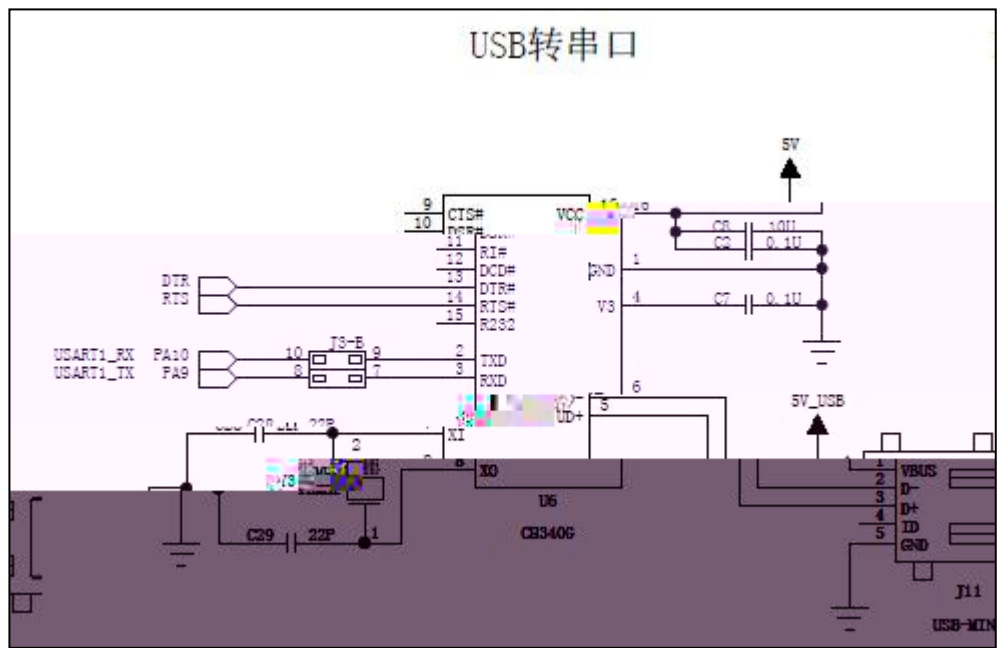 USB转串口
5V
9 CTS# VCC
10
11 RI# C8 10U
12 DCD# C2 0.1U
GND 1
DTR 13 DTR#
RTS 14 RTS# V3 4 C7 0.1U
15 R232
J3-B
USART1_RX PA10 10 9 2 TXD
USART1_TX PA9 8 7 3 RXD
6
5 UD+
5V_USB
XI
2
8 XO
1 VBUS
2 D-
3 D+
4 ID
5 GND
U6
CH340G
C29 22P 1
J11
USB-MIN